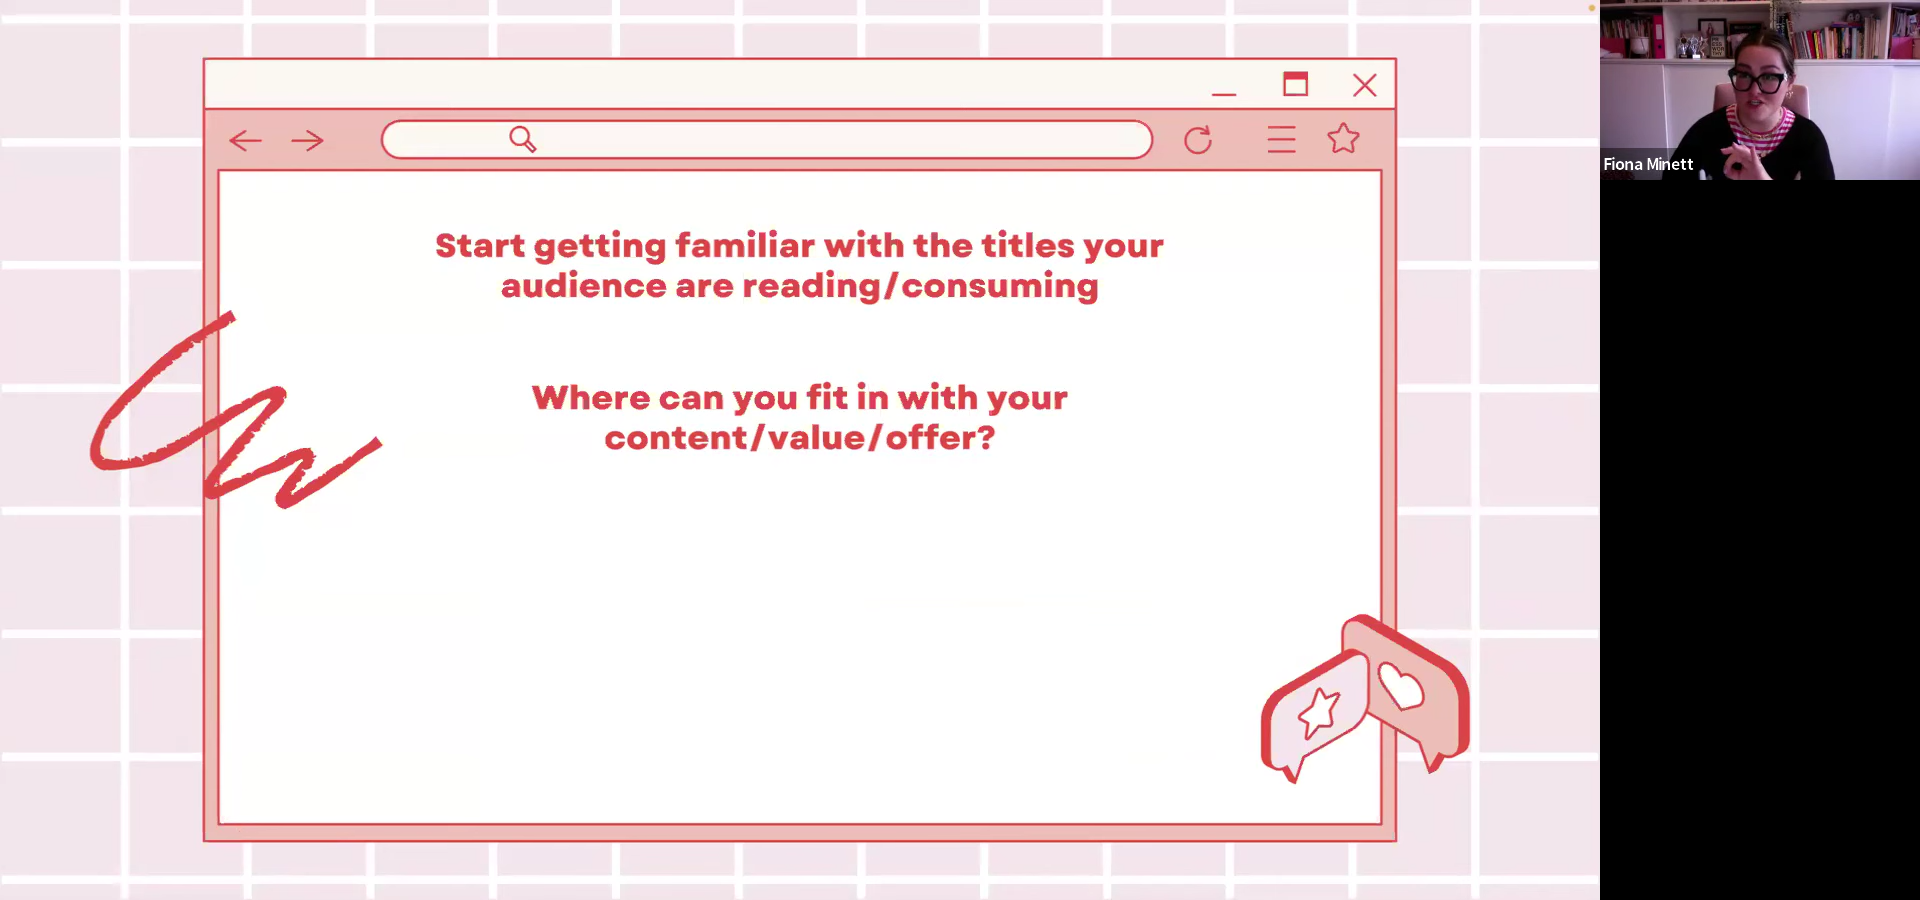 Start getting familiar with the titles your
audience are reading/consuming
Where can you fit in with your
content/value/offer?
Fiona Minett